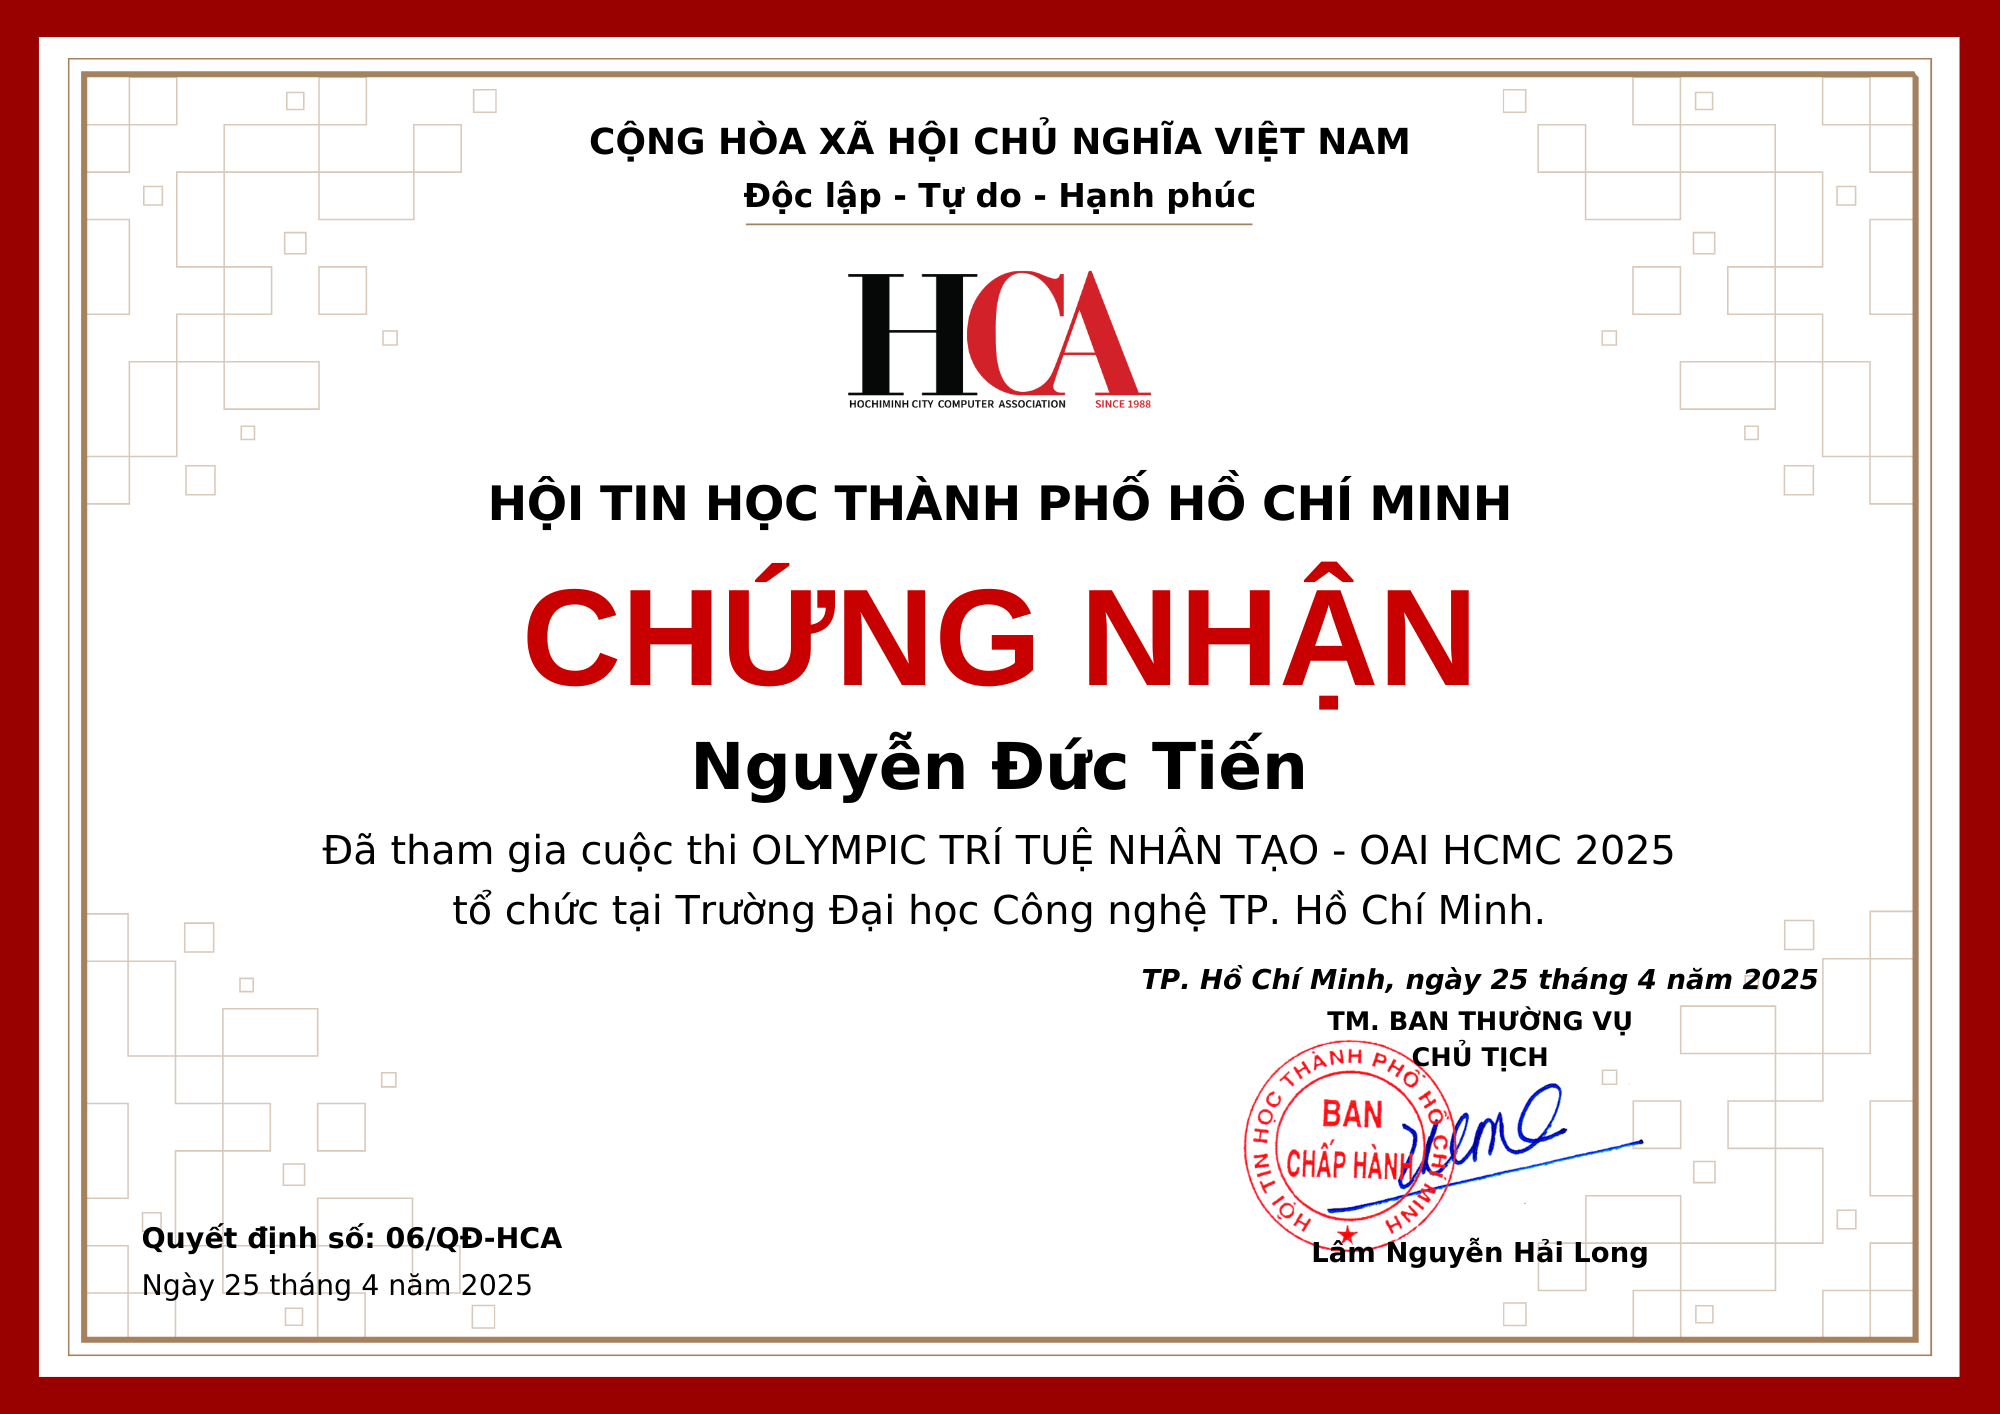 CỘNG HÒA XÃ HỘI CHỦ NGHĨA VIỆT NAM
Độc lập - Tự do - Hạnh phúc
HCA
HOCHIMINH CITY COMPUTER ASSOCIATION SINCE 1988
HỘI TIN HỌC THÀNH PHỐ HỒ CHÍ MINH
CHỨNG NHẬN
Nguyễn Đức Tiến
Đã tham gia cuộc thi OLYMPIC TRÍ TUỆ NHÂN TẠO - OAI HCMC 2025
tổ chức tại Trường Đại học Công nghệ TP. Hồ Chí Minh.
TP. Hồ Chí Minh, ngày 25 tháng 4 năm 2025
TM. BAN THƯỜNG VỤ
CHỦ TỊCH
HỘI TIN HỌC THÀNH PHỐ HỒ CHÍ MINH
BAN
CHẤP HÀNH
Lâm Nguyễn Hải Long
Quyết định số: 06/QĐ-HCA
Ngày 25 tháng 4 năm 2025